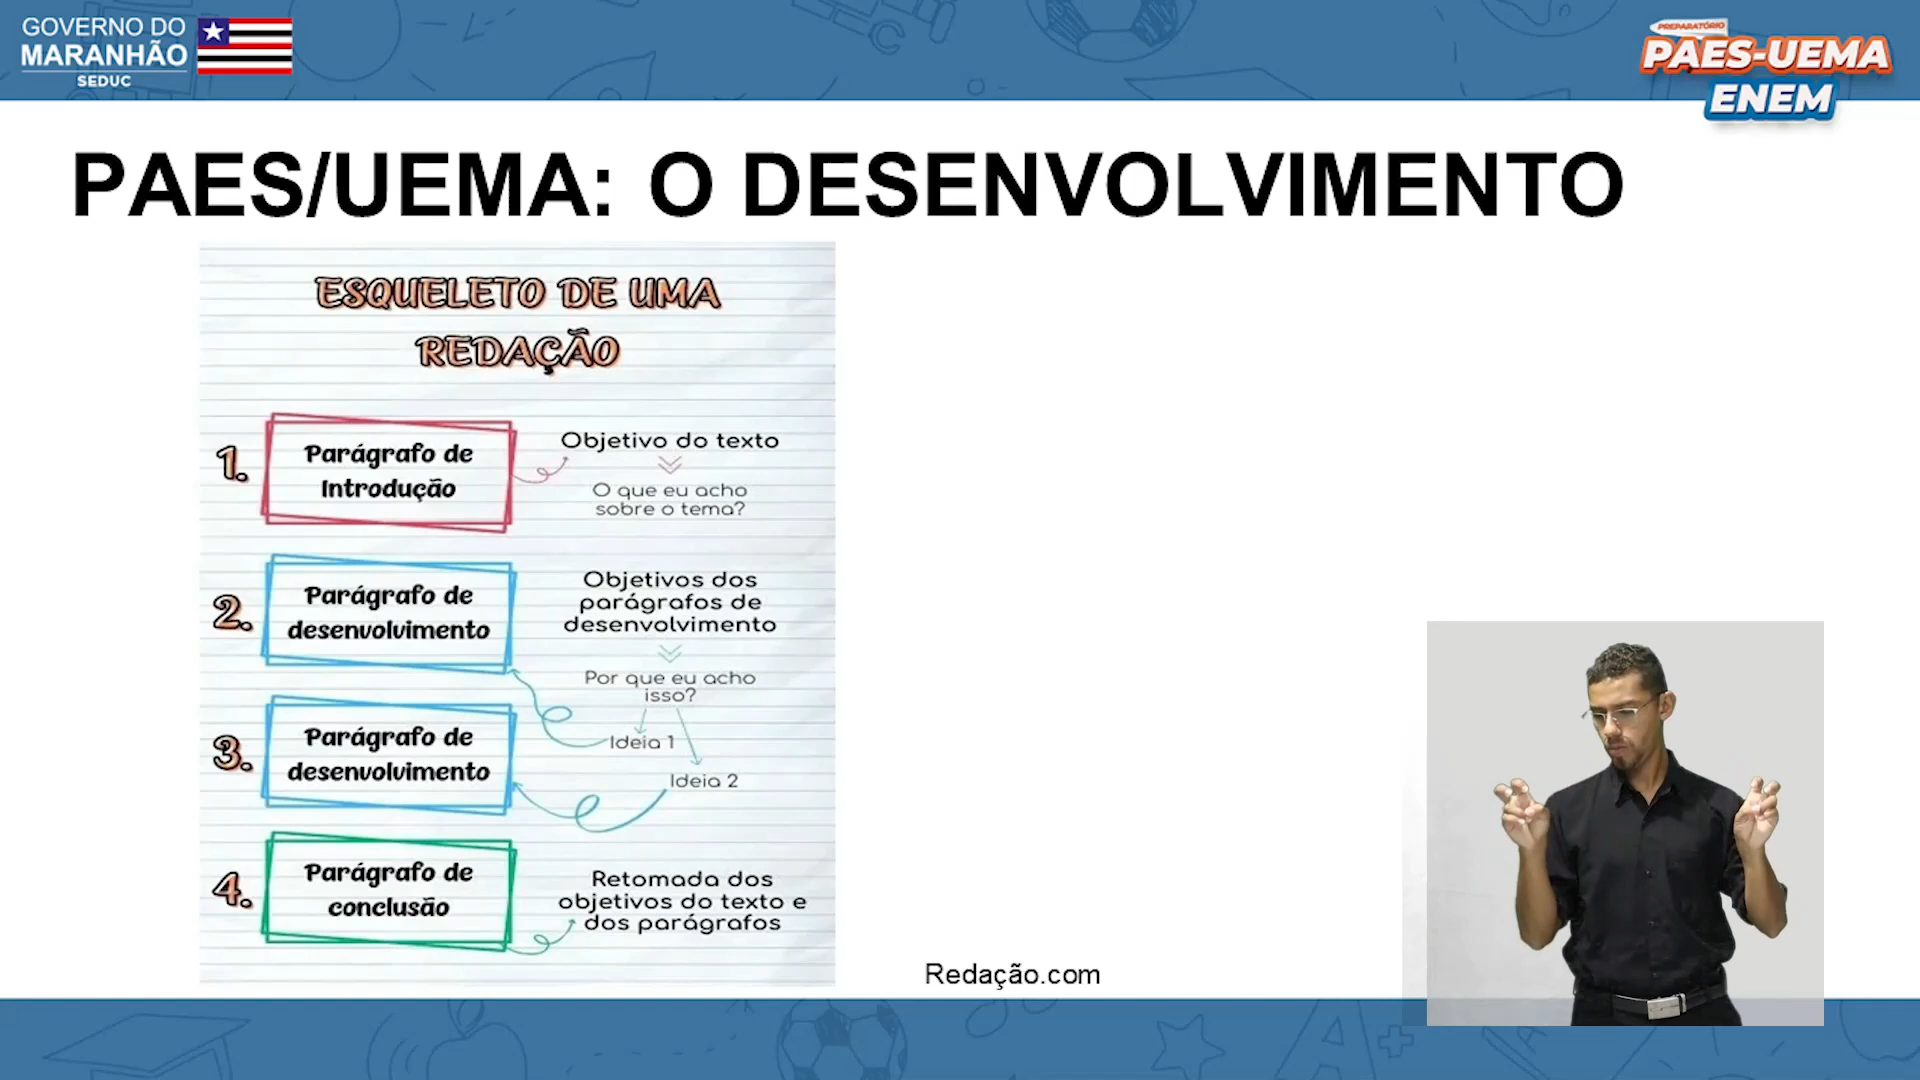 GOVERNO DO
MARANHÃO
SEDUC
PREPARATÓRIO
PAES-UEMA
ENEM
PAES/UEMA: O DESENVOLVIMENTO
ESQUELETO DE UMA
REDAÇÃO
1.
Parágrafo de
Introdução
Objetivo do texto
O que eu acho
sobre o tema?
2.
Parágrafo de
desenvolvimento
Objetivos dos
parágrafos de
desenvolvimento
Por que eu acho
isso?
Ideia 1
Ideia 2
3.
Parágrafo de
desenvolvimento
4.
Parágrafo de
conclusão
Retomada dos
objetivos do texto e
dos parágrafos
Redação.com